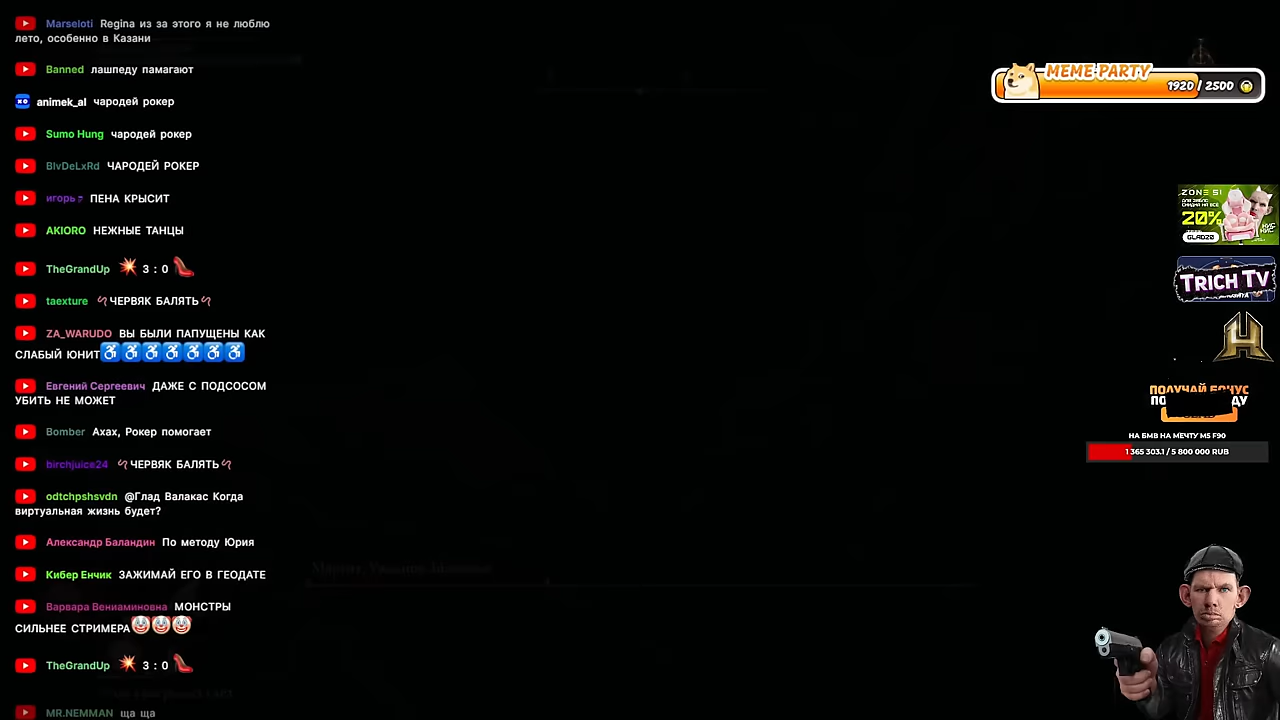 Marseloti Regina из за этого я не люблю
лето, особенно в Казани
Banned лашпеду памагают
animek_al чародей рокер
Sumo Hung чародей рокер
BlvDeLxRd ЧАРОДЕЙ РОКЕР
игорь ПЕНА КРЫСИТ
AKIORO НЕЖНЫЕ ТАНЦЫ
TheGrandUp 💥 3 : 0 👠
taexture 🪱ЧЕРВЯК БАЛЯТЬ🪱
ZA_WARUDO ВЫ БЫЛИ ПАПУЩЕНЫ КАК
СЛАБЫЙ ЮНИТ♿♿♿♿♿♿♿
Евгений Сергеевич ДАЖЕ С ПОДСОСОМ
УБИТЬ НЕ МОЖЕТ
Bomber Ахах, Рокер помогает
birchjuice24 🪱ЧЕРВЯК БАЛЯТЬ🪱
odtchpshsvdn @Глад Валакас Когда
виртуальная жизнь будет?
Александр Баландин По методу Юрия
Кибер Енчик ЗАЖИМАЙ ЕГО В ГЕОДАТЕ
Варвара Вениаминовна МОНСТРЫ
СИЛЬНЕЕ СТРИМЕРА🤡🤡🤡
TheGrandUp 💥 3 : 0 👠
MR.NEMMAN ща ща
MEME PARTY
1920 / 2500
ZONE 51
20%
GLAD20
TRICH TV
ПОЛУЧАЙ БОНУС
НА БМВ НА МЕЧТУ M5 F90
1 365 303.1 / 5 800 000 RUB